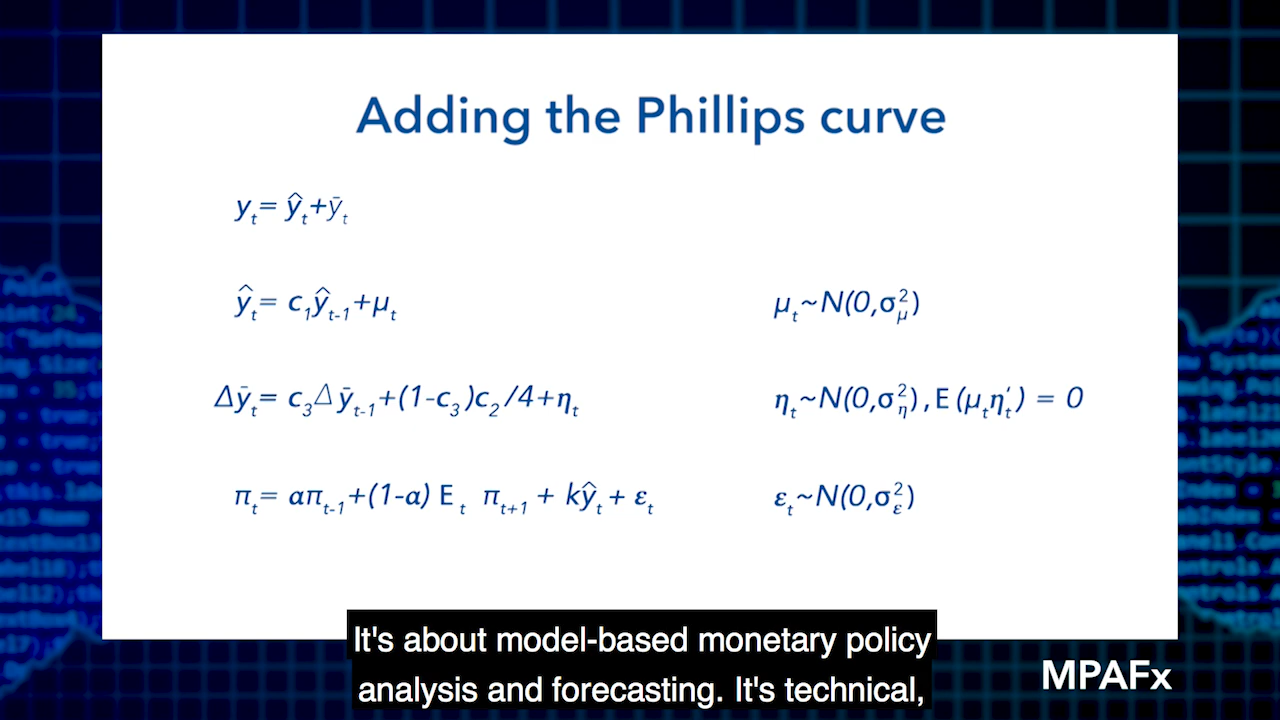 Adding the Phillips curve
yₜ= ŷₜ+ȳₜ
ŷₜ= c₁ŷₜ₋₁+μₜ
μₜ~N(0,σ²_μ)
Δȳₜ= c₃Δȳₜ₋₁+(1-c₃)c₂/4+ηₜ
ηₜ~N(0,σ²_η),E(μₜηₜ′) = 0
πₜ= απₜ₋₁+(1-α) Eₜ πₜ₊₁ + kŷₜ + εₜ
εₜ~N(0,σ²_ε)
It's about model-based monetary policy
analysis and forecasting. It's technical,
MPAFx